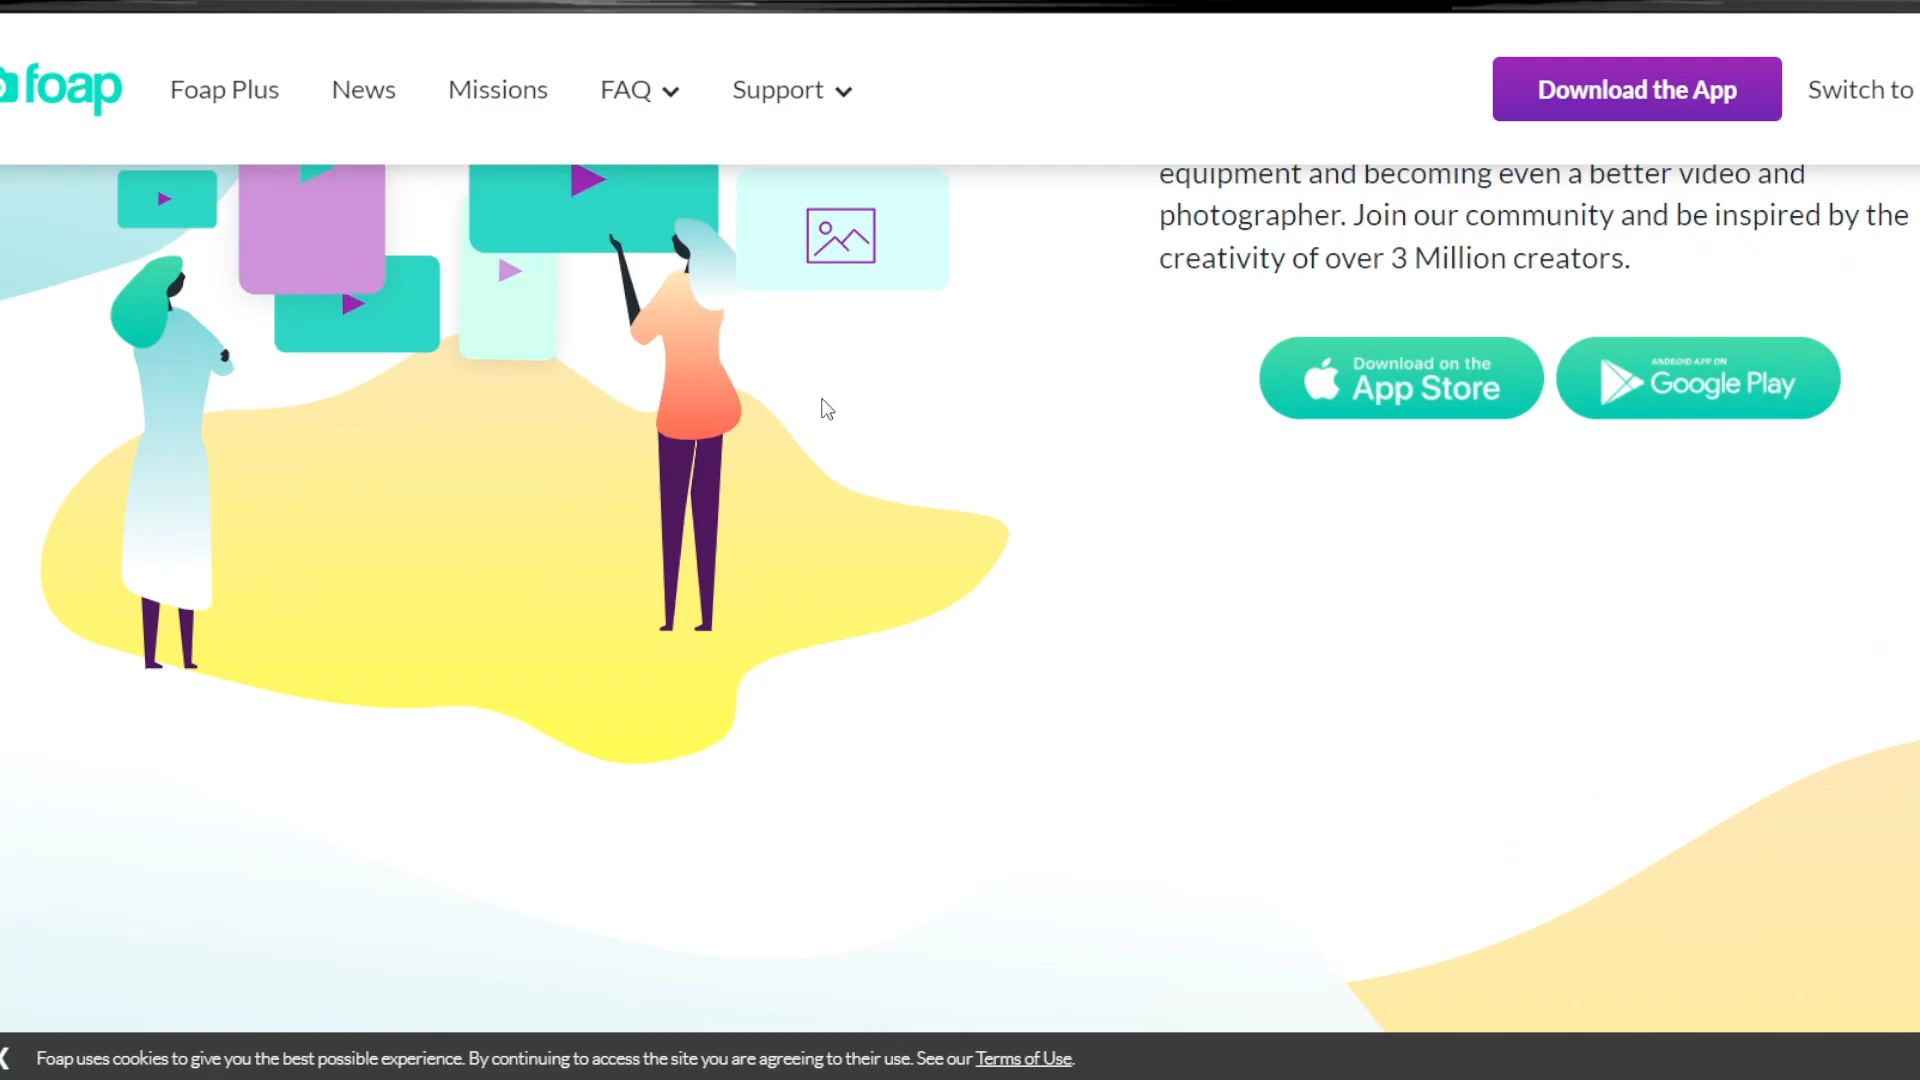 foap
Foap Plus
News
Missions
FAQ
Support
Download the App
Switch to
equipment and becoming even a better video and
photographer. Join our community and be inspired by the
creativity of over 3 Million creators.
Download on the
App Store
ANDROID APP ON
Google Play
Foap uses cookies to give you the best possible experience. By continuing to access the site you are agreeing to their use. See our Terms of Use.